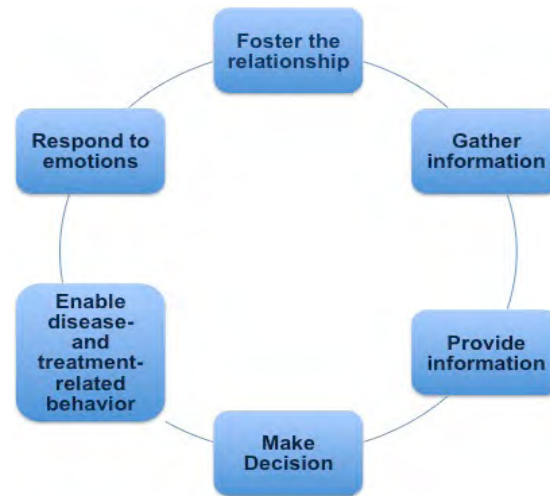 Foster the
relationship
Gather
information
Provide
information
Make
Decision
Enable
disease-
and
treatment-
related
behavior
Respond to
emotions